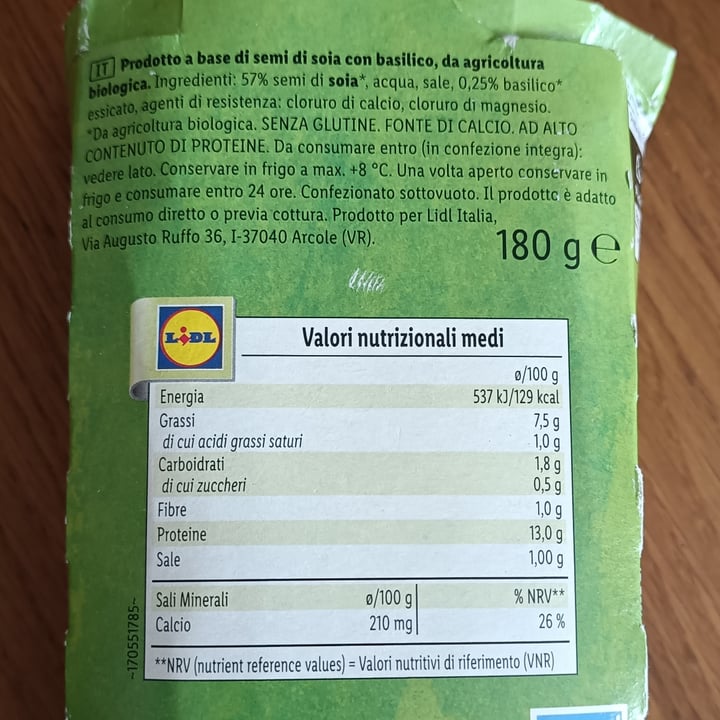 IT Prodotto a base di semi di soia con basilico, da agricoltura
biologica. Ingredienti: 57% semi di soia*, acqua, sale, 0,25% basilico*
essicato, agenti di resistenza: cloruro di calcio, cloruro di magnesio.
*Da agricoltura biologica. SENZA GLUTINE. FONTE DI CALCIO. AD ALTO
CONTENUTO DI PROTEINE. Da consumare entro (in confezione integra):
vedere lato. Conservare in frigo a max. +8 °C. Una volta aperto conservare in
frigo e consumare entro 24 ore. Confezionato sottovuoto. Il prodotto è adatto
al consumo diretto o previa cottura. Prodotto per Lidl Italia,
Via Augusto Ruffo 36, I-37040 Arcole (VR).
180 g ℮
LIDL
Valori nutrizionali medi
ø/100 g
Energia 537 kJ/129 kcal
Grassi 7,5 g
di cui acidi grassi saturi 1,0 g
Carboidrati 1,8 g
di cui zuccheri 0,5 g
Fibre 1,0 g
Proteine 13,0 g
Sale 1,00 g
Sali Minerali ø/100 g % NRV**
Calcio 210 mg 26 %
**NRV (nutrient reference values) = Valori nutritivi di riferimento (VNR)
~170551785~